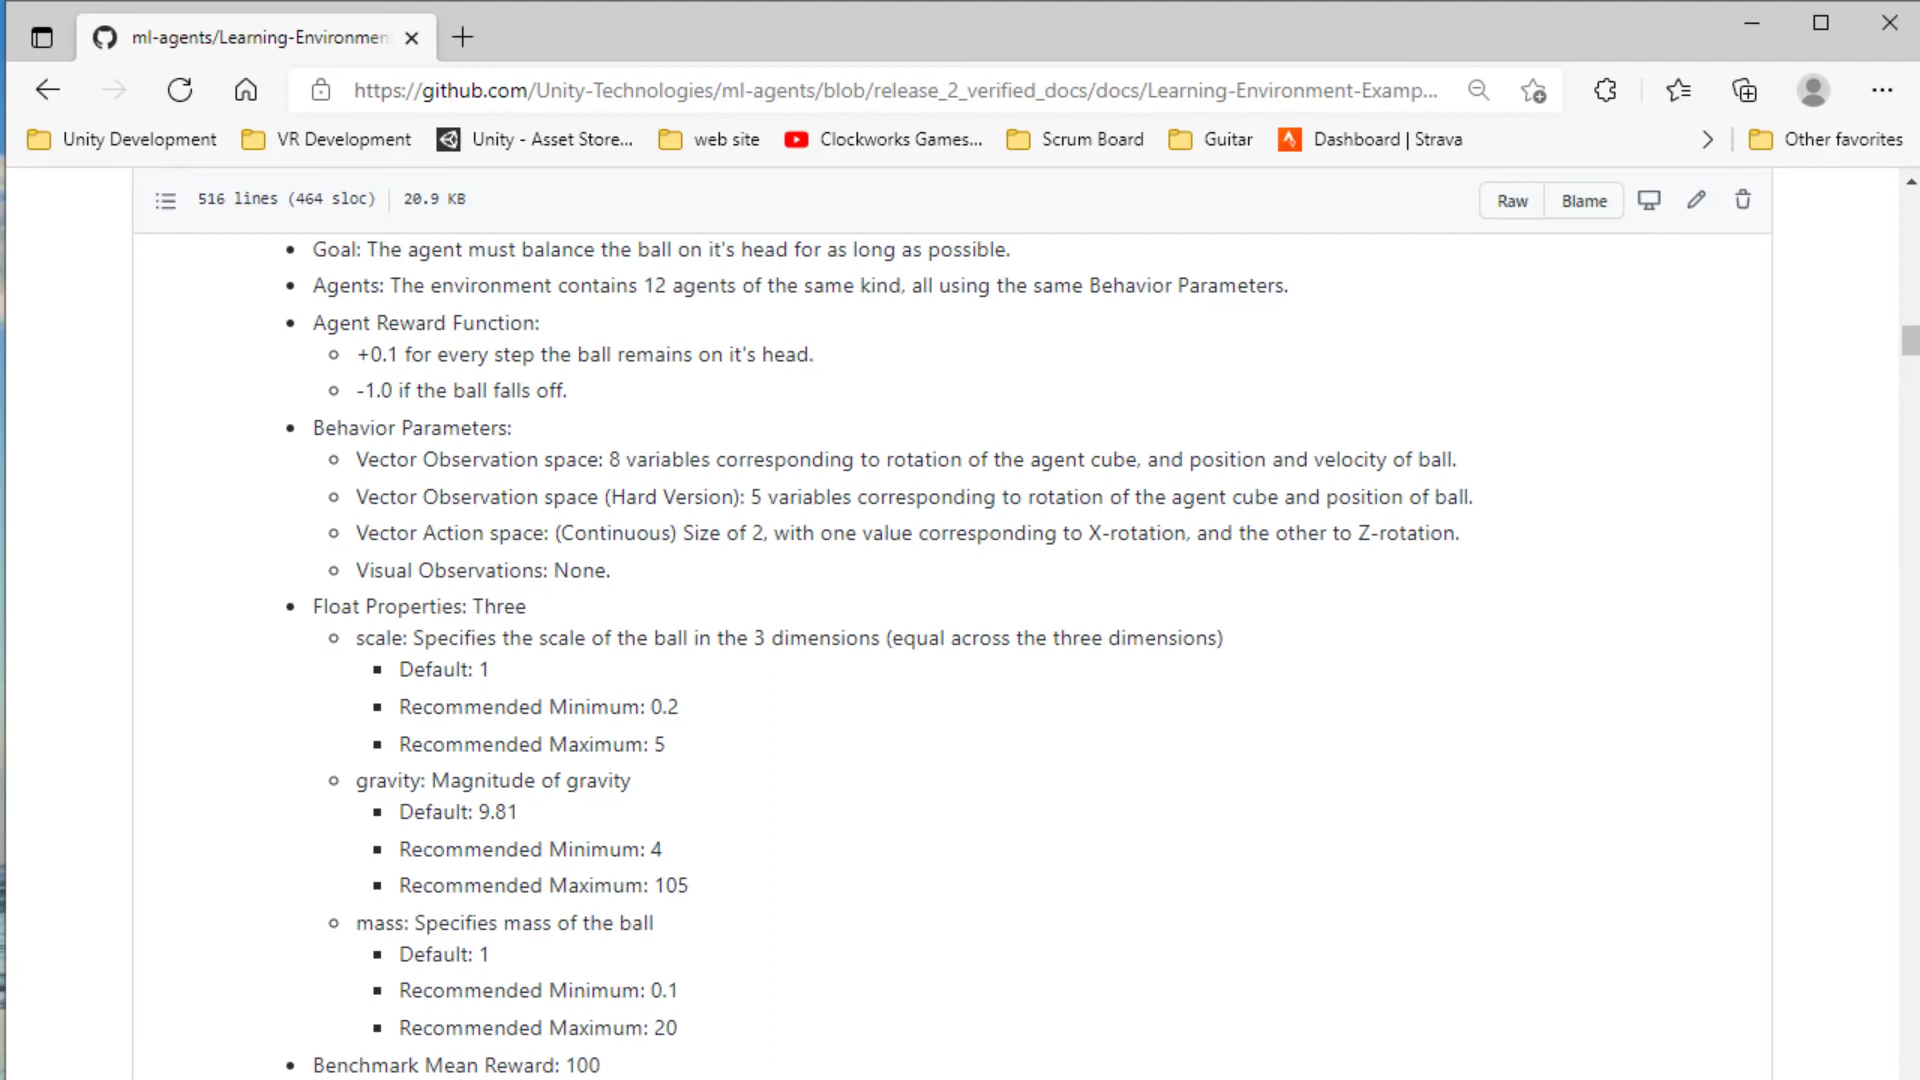 ml-agents/Learning-Environmen
https://github.com/Unity-Technologies/ml-agents/blob/release_2_verified_docs/docs/Learning-Environment-Examp...
Unity Development VR Development Unity - Asset Store... web site Clockworks Games... Scrum Board Guitar Dashboard | Strava Other favorites
516 lines (464 sloc) 20.9 KB Raw Blame
Goal: The agent must balance the ball on it's head for as long as possible.
Agents: The environment contains 12 agents of the same kind, all using the same Behavior Parameters.
Agent Reward Function:
+0.1 for every step the ball remains on it's head.
-1.0 if the ball falls off.
Behavior Parameters:
Vector Observation space: 8 variables corresponding to rotation of the agent cube, and position and velocity of ball.
Vector Observation space (Hard Version): 5 variables corresponding to rotation of the agent cube and position of ball.
Vector Action space: (Continuous) Size of 2, with one value corresponding to X-rotation, and the other to Z-rotation.
Visual Observations: None.
Float Properties: Three
scale: Specifies the scale of the ball in the 3 dimensions (equal across the three dimensions)
Default: 1
Recommended Minimum: 0.2
Recommended Maximum: 5
gravity: Magnitude of gravity
Default: 9.81
Recommended Minimum: 4
Recommended Maximum: 105
mass: Specifies mass of the ball
Default: 1
Recommended Minimum: 0.1
Recommended Maximum: 20
Benchmark Mean Reward: 100